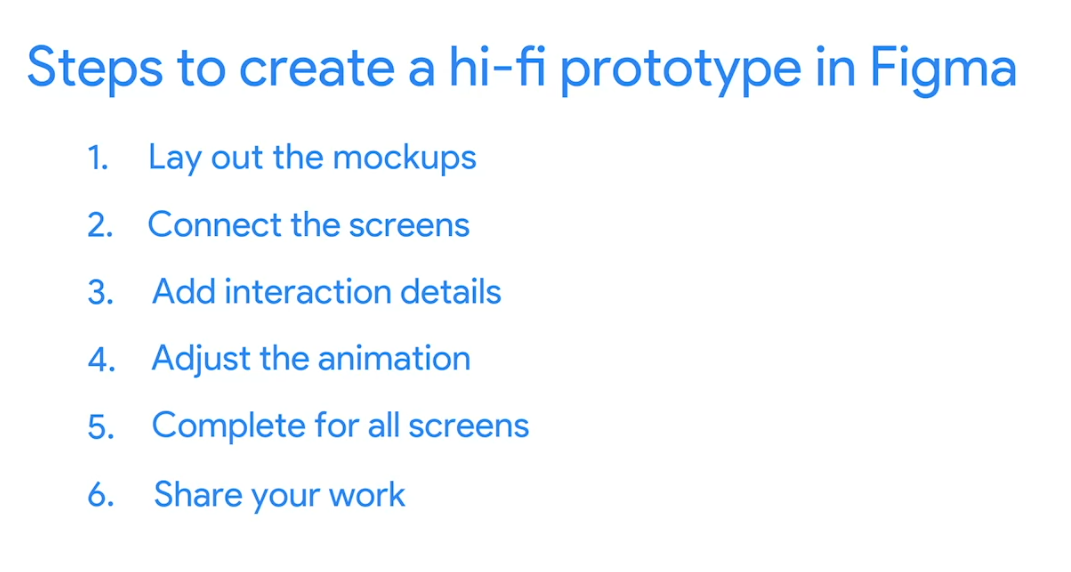 Steps to create a hi-fi prototype in Figma
1. Lay out the mockups
2. Connect the screens
3. Add interaction details
4. Adjust the animation
5. Complete for all screens
6. Share your work